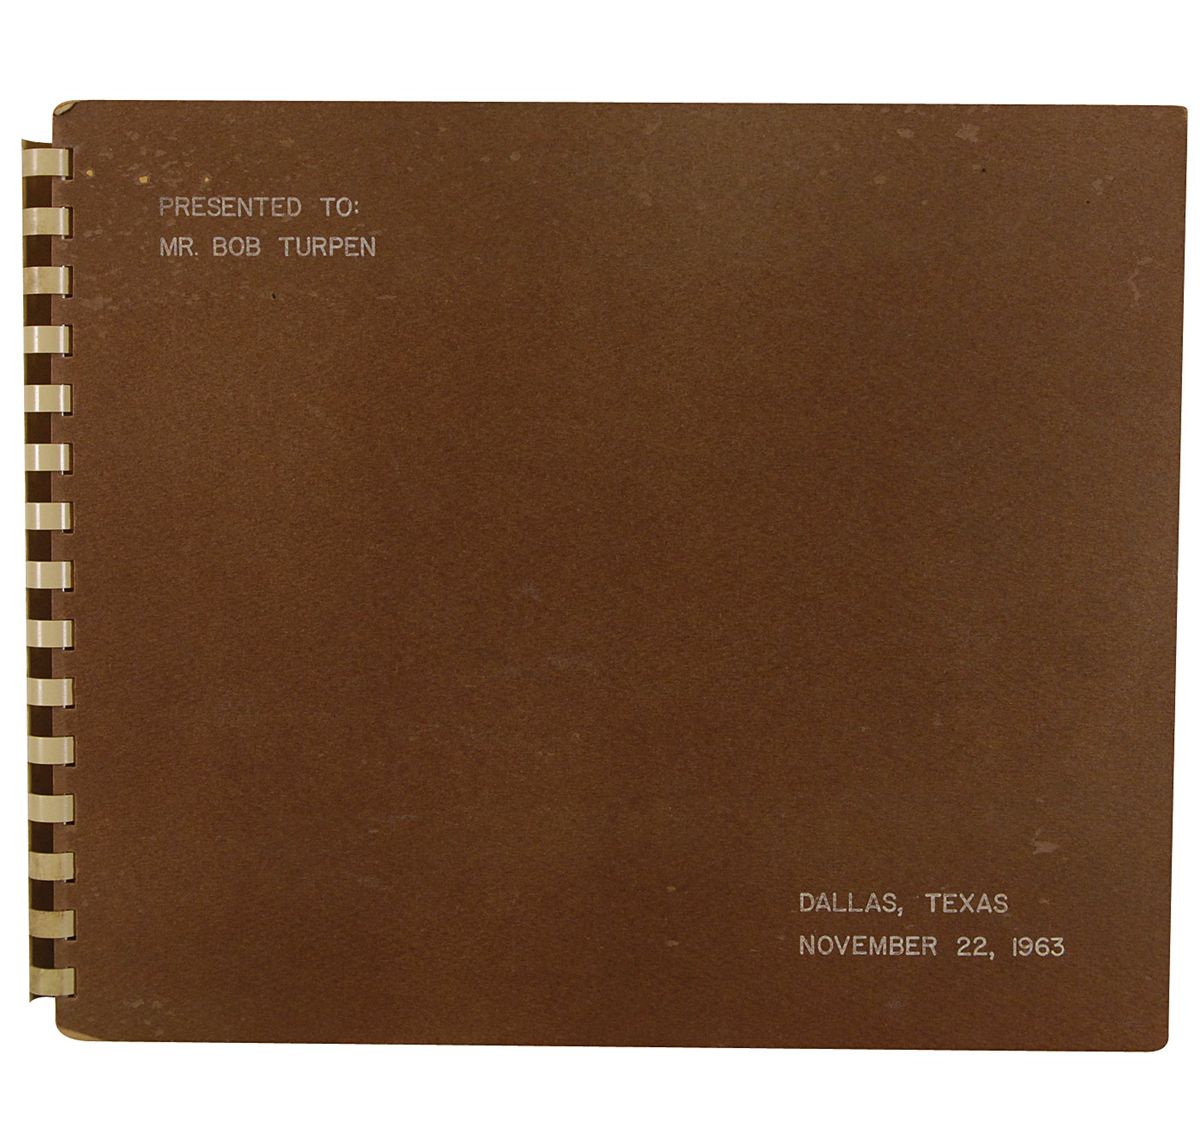 PRESENTED TO:
MR. BOB TURPEN
DALLAS, TEXAS
NOVEMBER 22, 1963